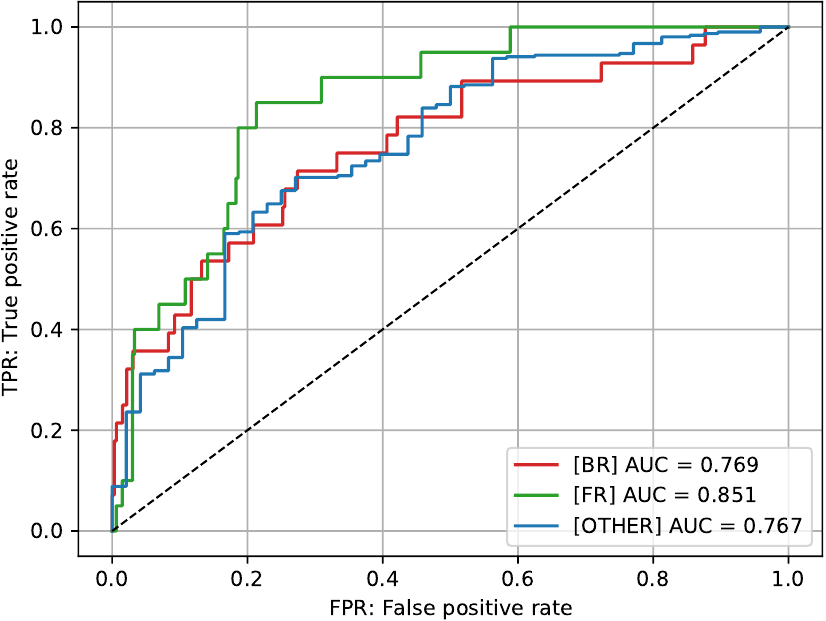 1.0
0.8
0.6
0.4
0.2
0.0
TPR: True positive rate
[BR] AUC = 0.769
[FR] AUC = 0.851
[OTHER] AUC = 0.767
0.0 0.2 0.4 0.6 0.8 1.0
FPR: False positive rate